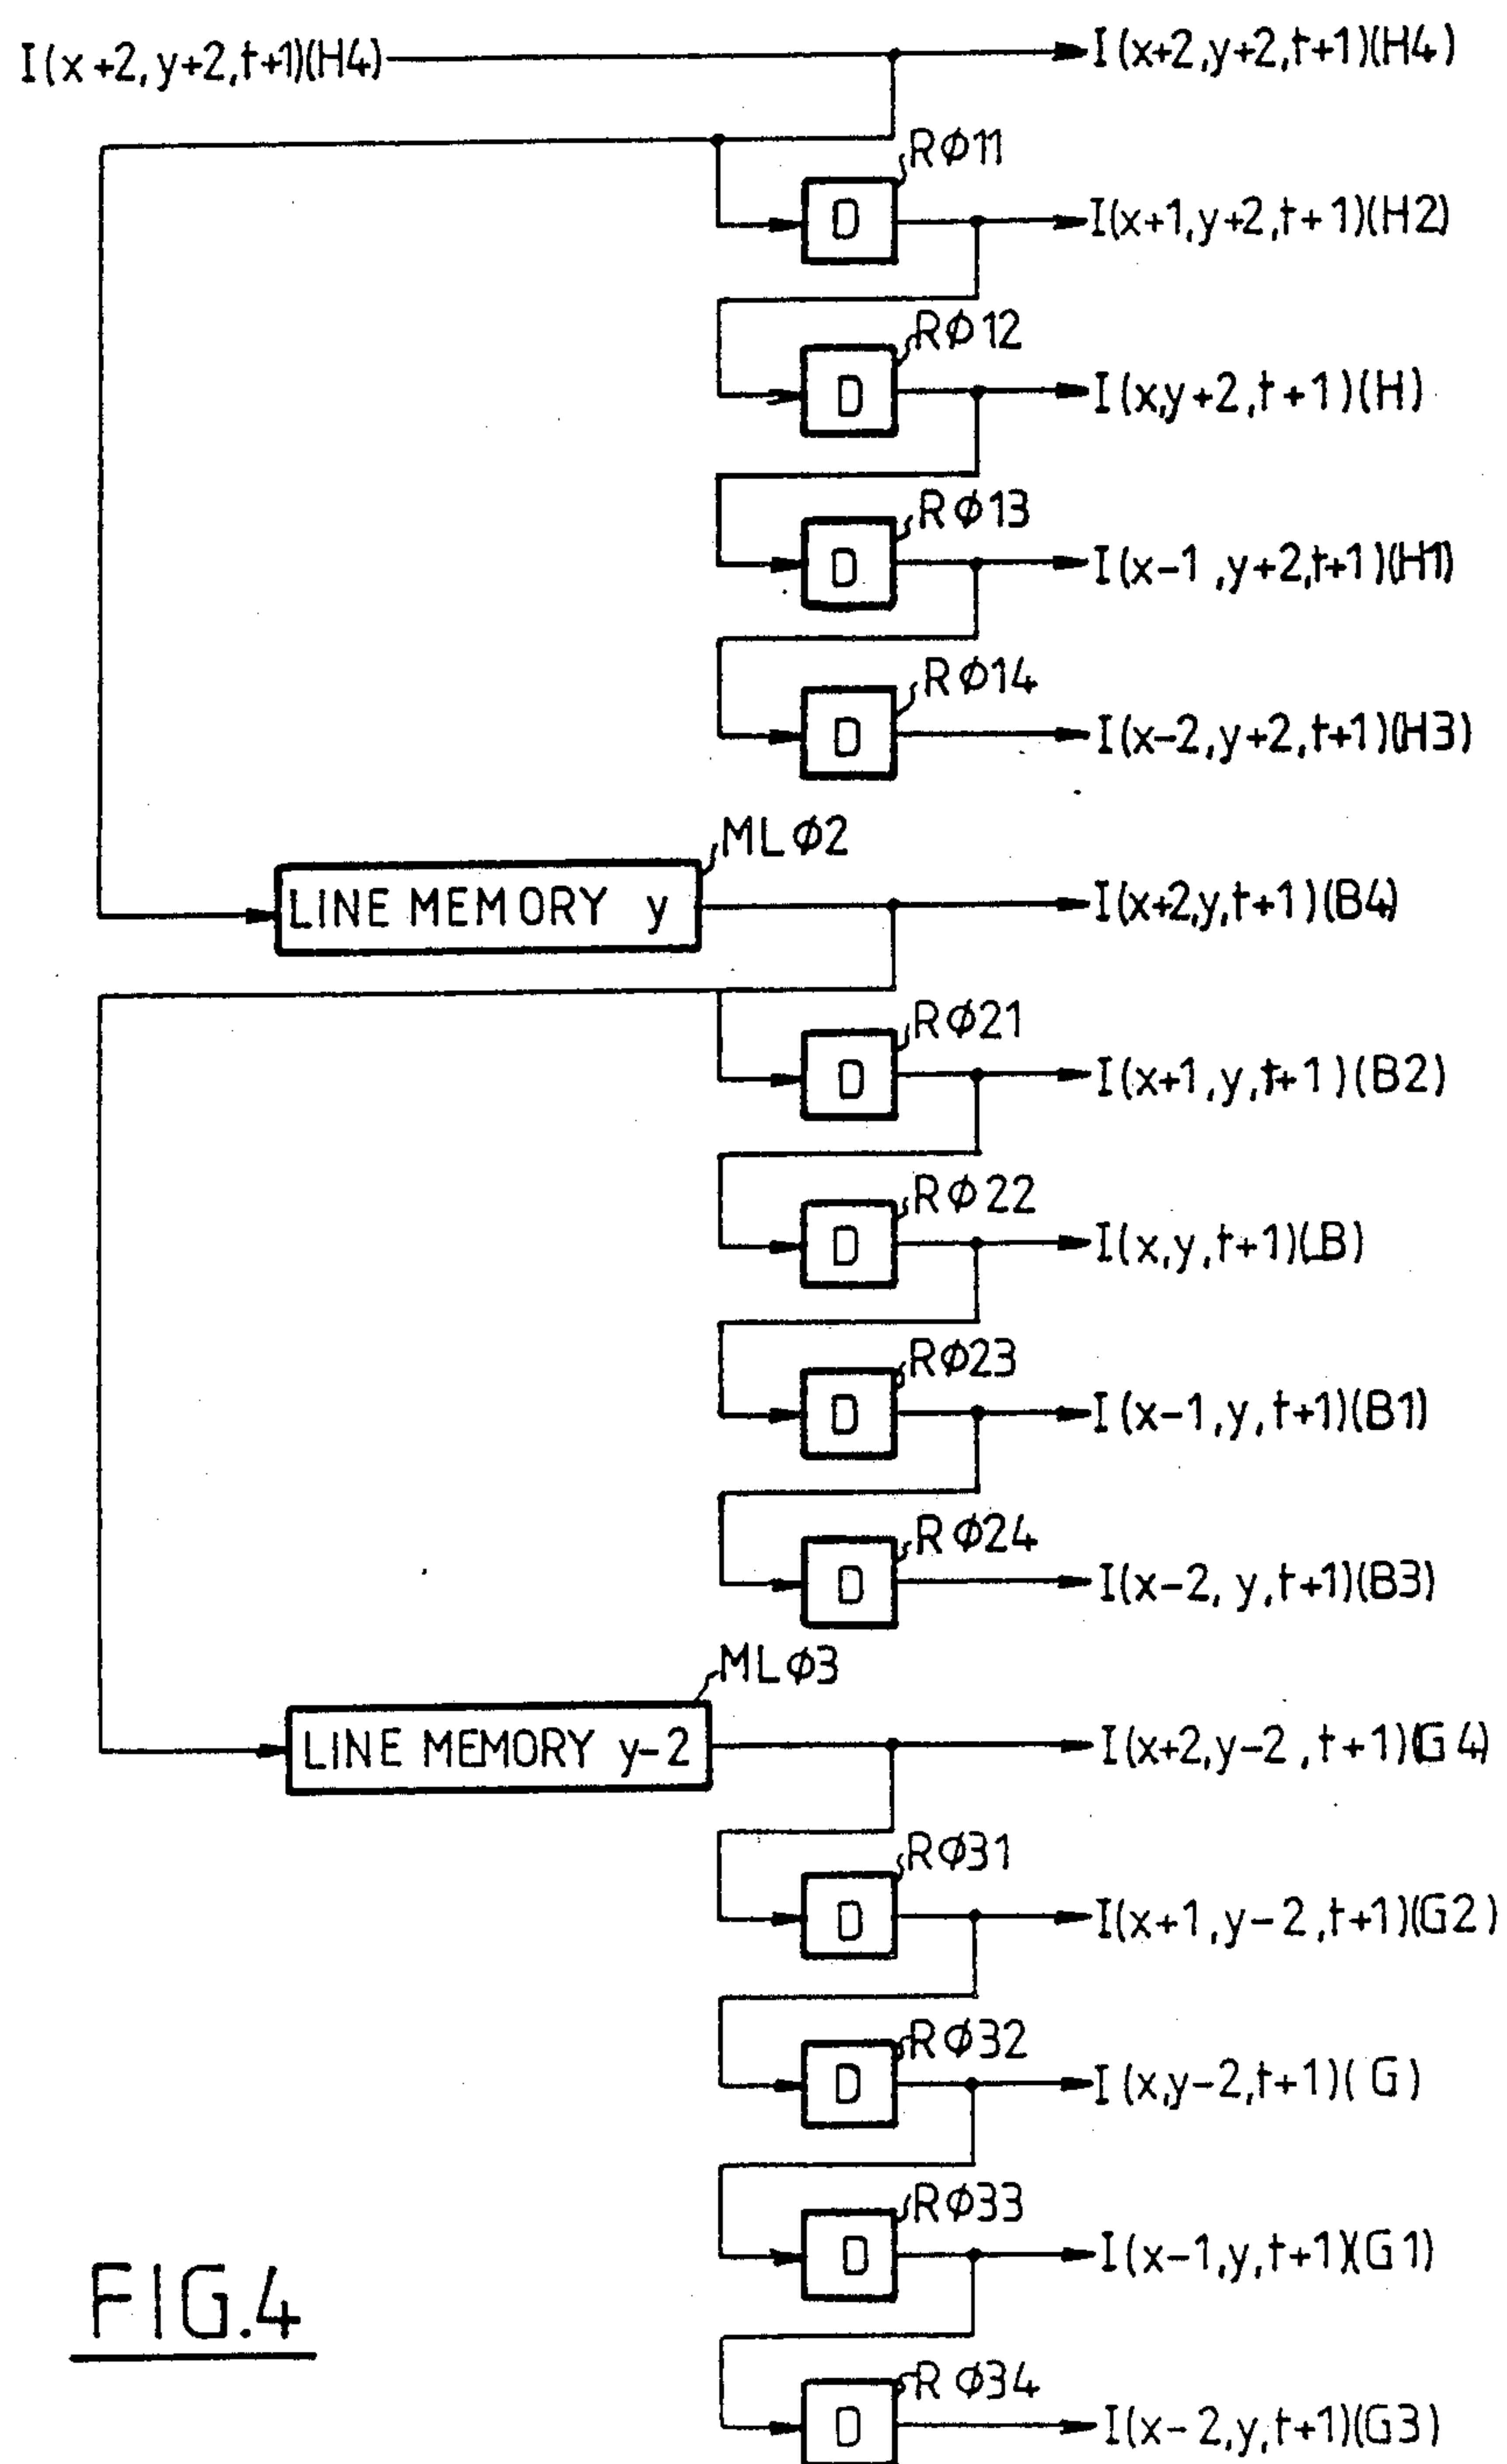 I(x+2,y+2,t+1)(H4)
I(x+2,y+2,t+1)(H4)
RØ11
D
I(x+1,y+2,t+1)(H2)
RØ12
D
I(x,y+2,t+1)(H)
RØ13
D
I(x-1,y+2,t+1)(H1)
RØ14
D
I(x-2,y+2,t+1)(H3)
MLØ2
LINE MEMORY y
I(x+2,y,t+1)(B4)
RØ21
D
I(x+1,y,t+1)(B2)
RØ22
D
I(x,y,t+1)(B)
RØ23
D
I(x-1,y,t+1)(B1)
RØ24
D
I(x-2,y,t+1)(B3)
MLØ3
LINE MEMORY y-2
I(x+2,y-2,t+1)(G4)
RØ31
D
I(x+1,y-2,t+1)(G2)
RØ32
D
I(x,y-2,t+1)(G)
RØ33
D
I(x-1,y,t+1)(G1)
FIG.4
RØ34
D
I(x-2,y,t+1)(G3)